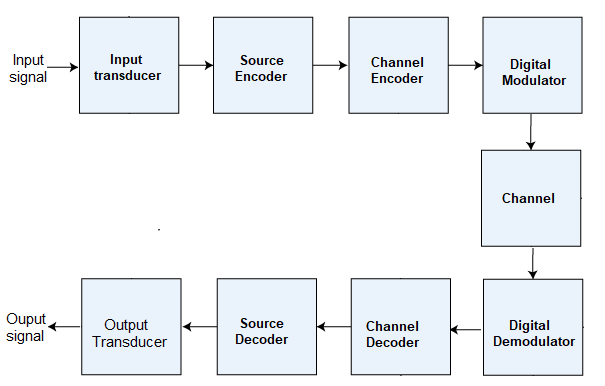 Input
signal
Input
transducer
Source
Encoder
Channel
Encoder
Digital
Modulator
Channel
Digital
Demodulator
Channel
Decoder
Source
Decoder
Output
Transducer
Ouput
signal